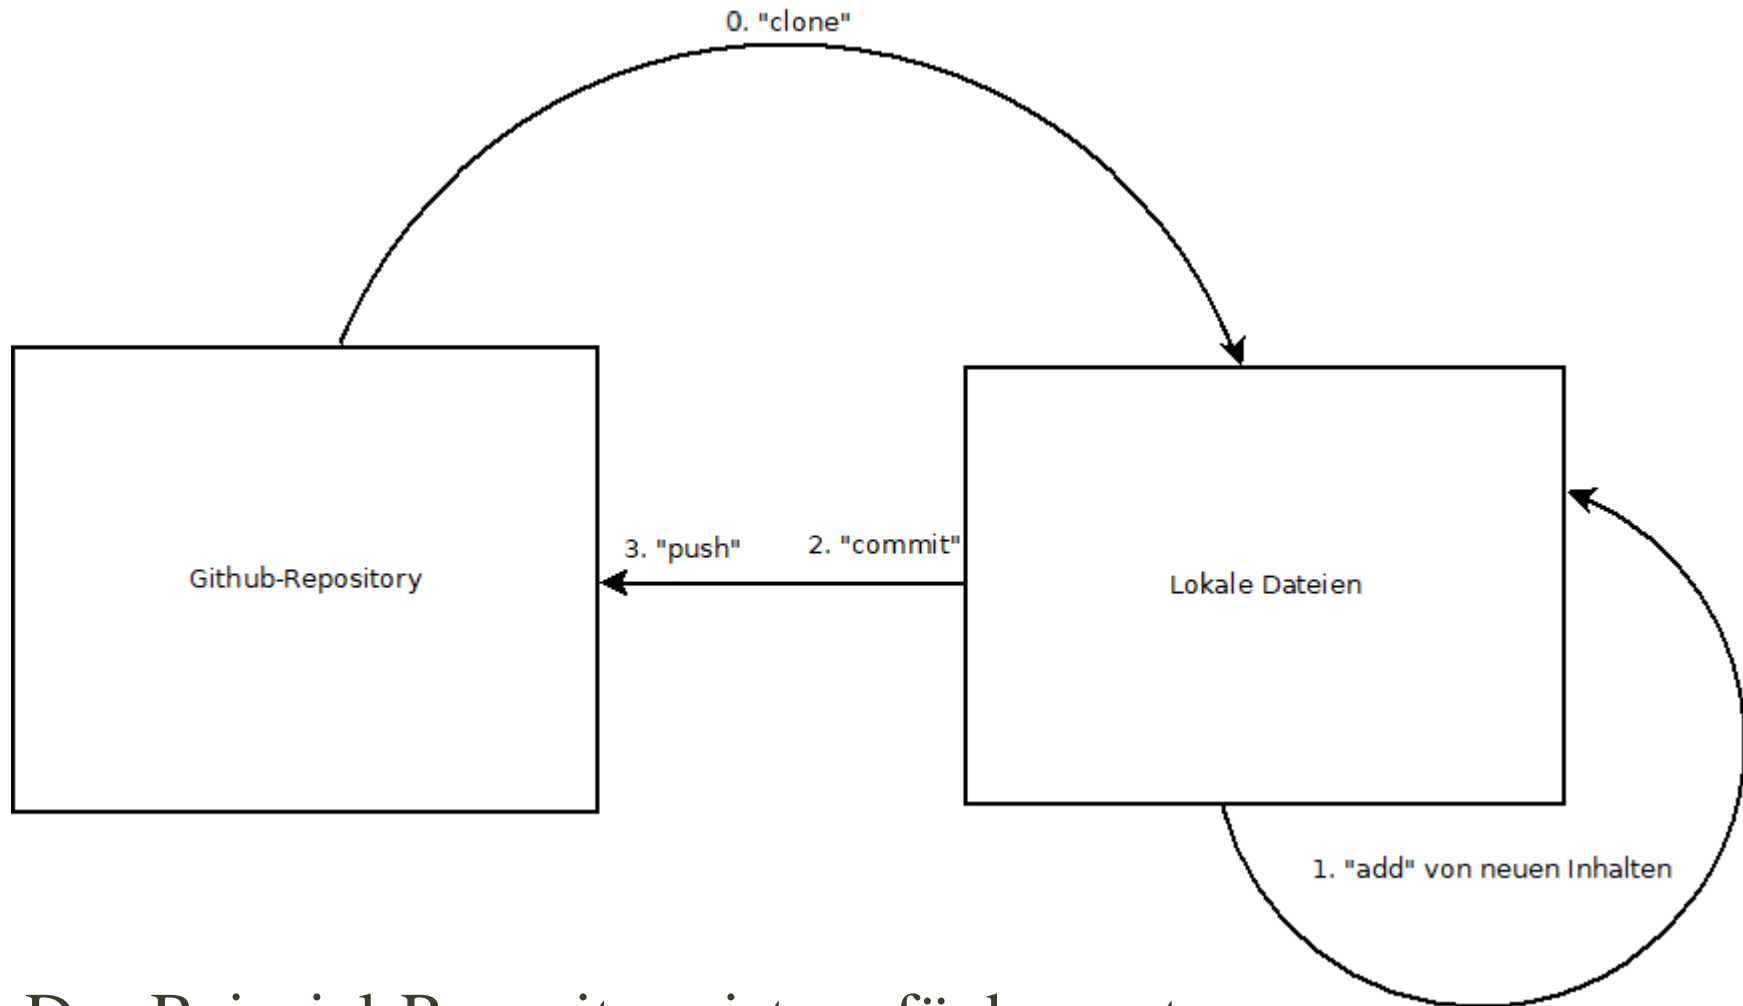 0. "clone"
3. "push"
2. "commit"
Github-Repository
Lokale Dateien
1. "add" von neuen Inhalten